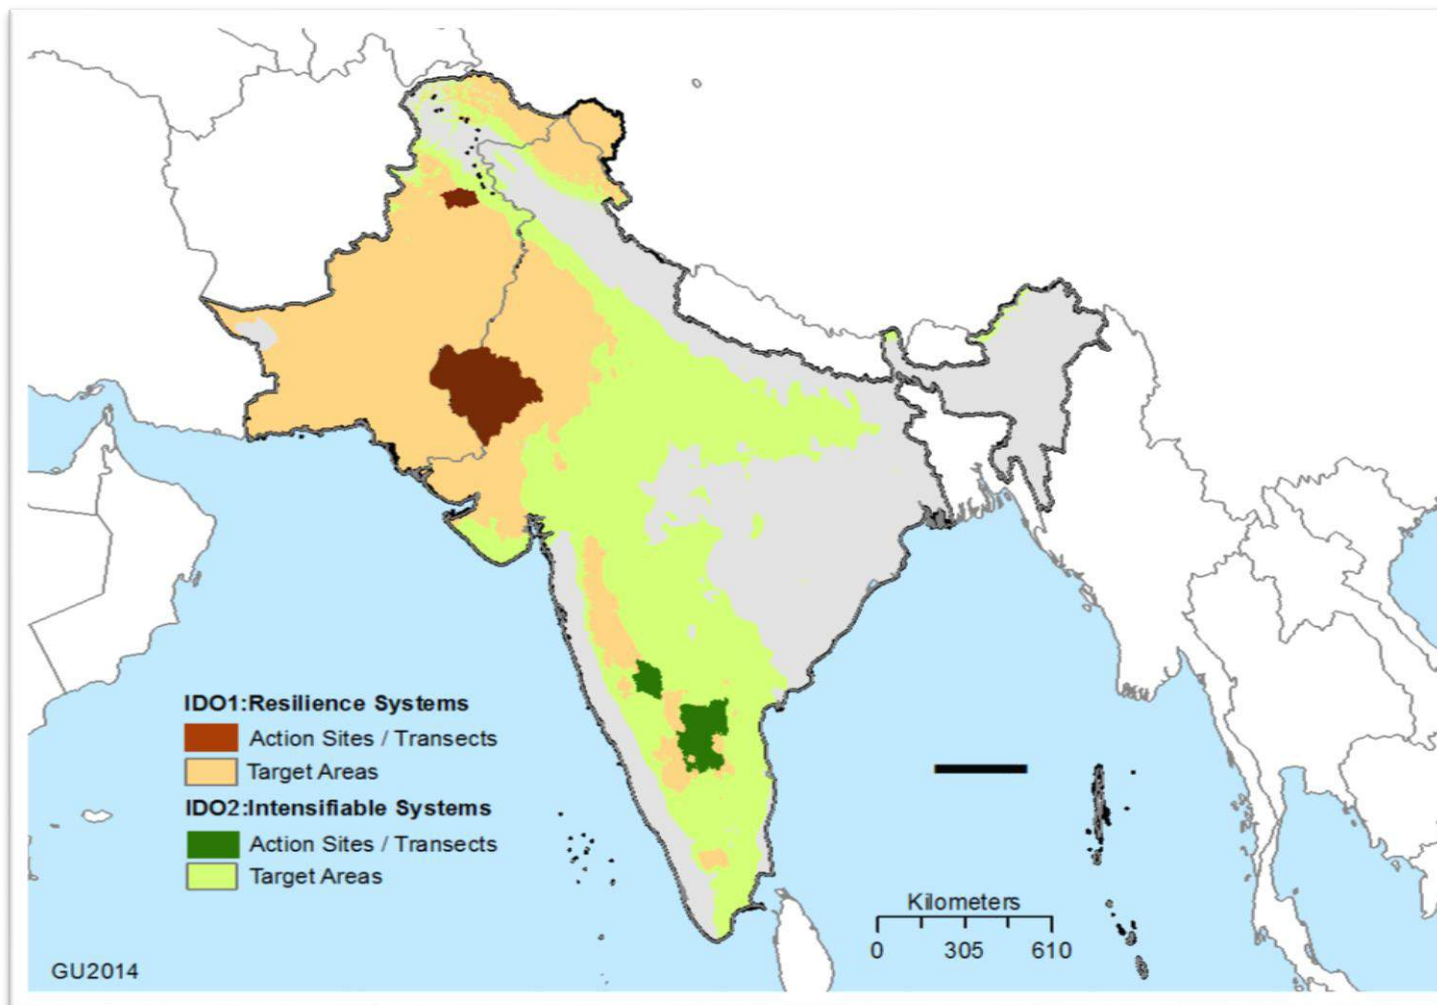 IDO1:Resilience Systems
Action Sites / Transects
Target Areas
IDO2:Intensifiable Systems
Action Sites / Transects
Target Areas
Kilometers
0 305 610
GU2014